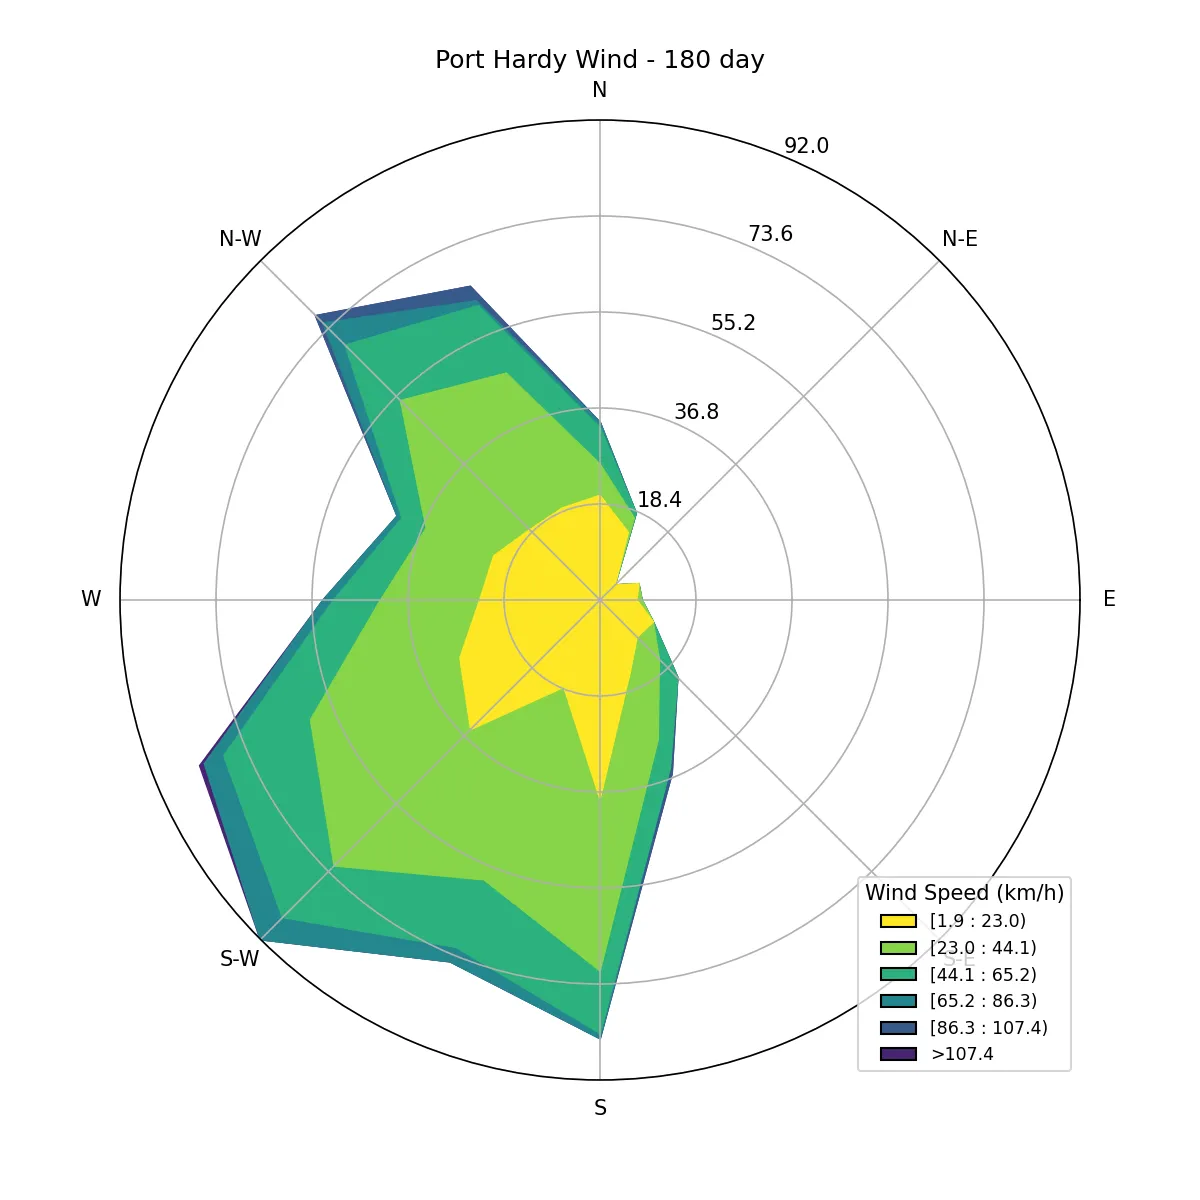 Port Hardy Wind - 180 day
N
92.0
N-W
73.6
N-E
55.2
36.8
18.4
W
E
S-W
S-E
S
Wind Speed (km/h)
[1.9 : 23.0)
[23.0 : 44.1)
[44.1 : 65.2)
[65.2 : 86.3)
[86.3 : 107.4)
>107.4